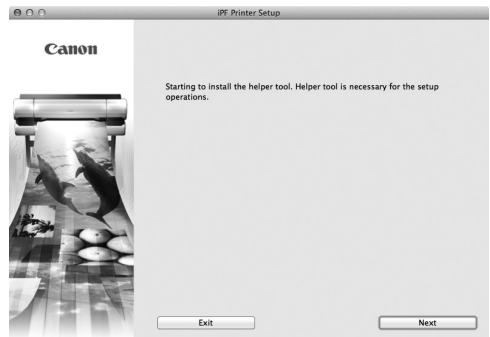 iPF Printer Setup
Canon
Starting to install the helper tool. Helper tool is necessary for the setup
operations.
Exit
Next